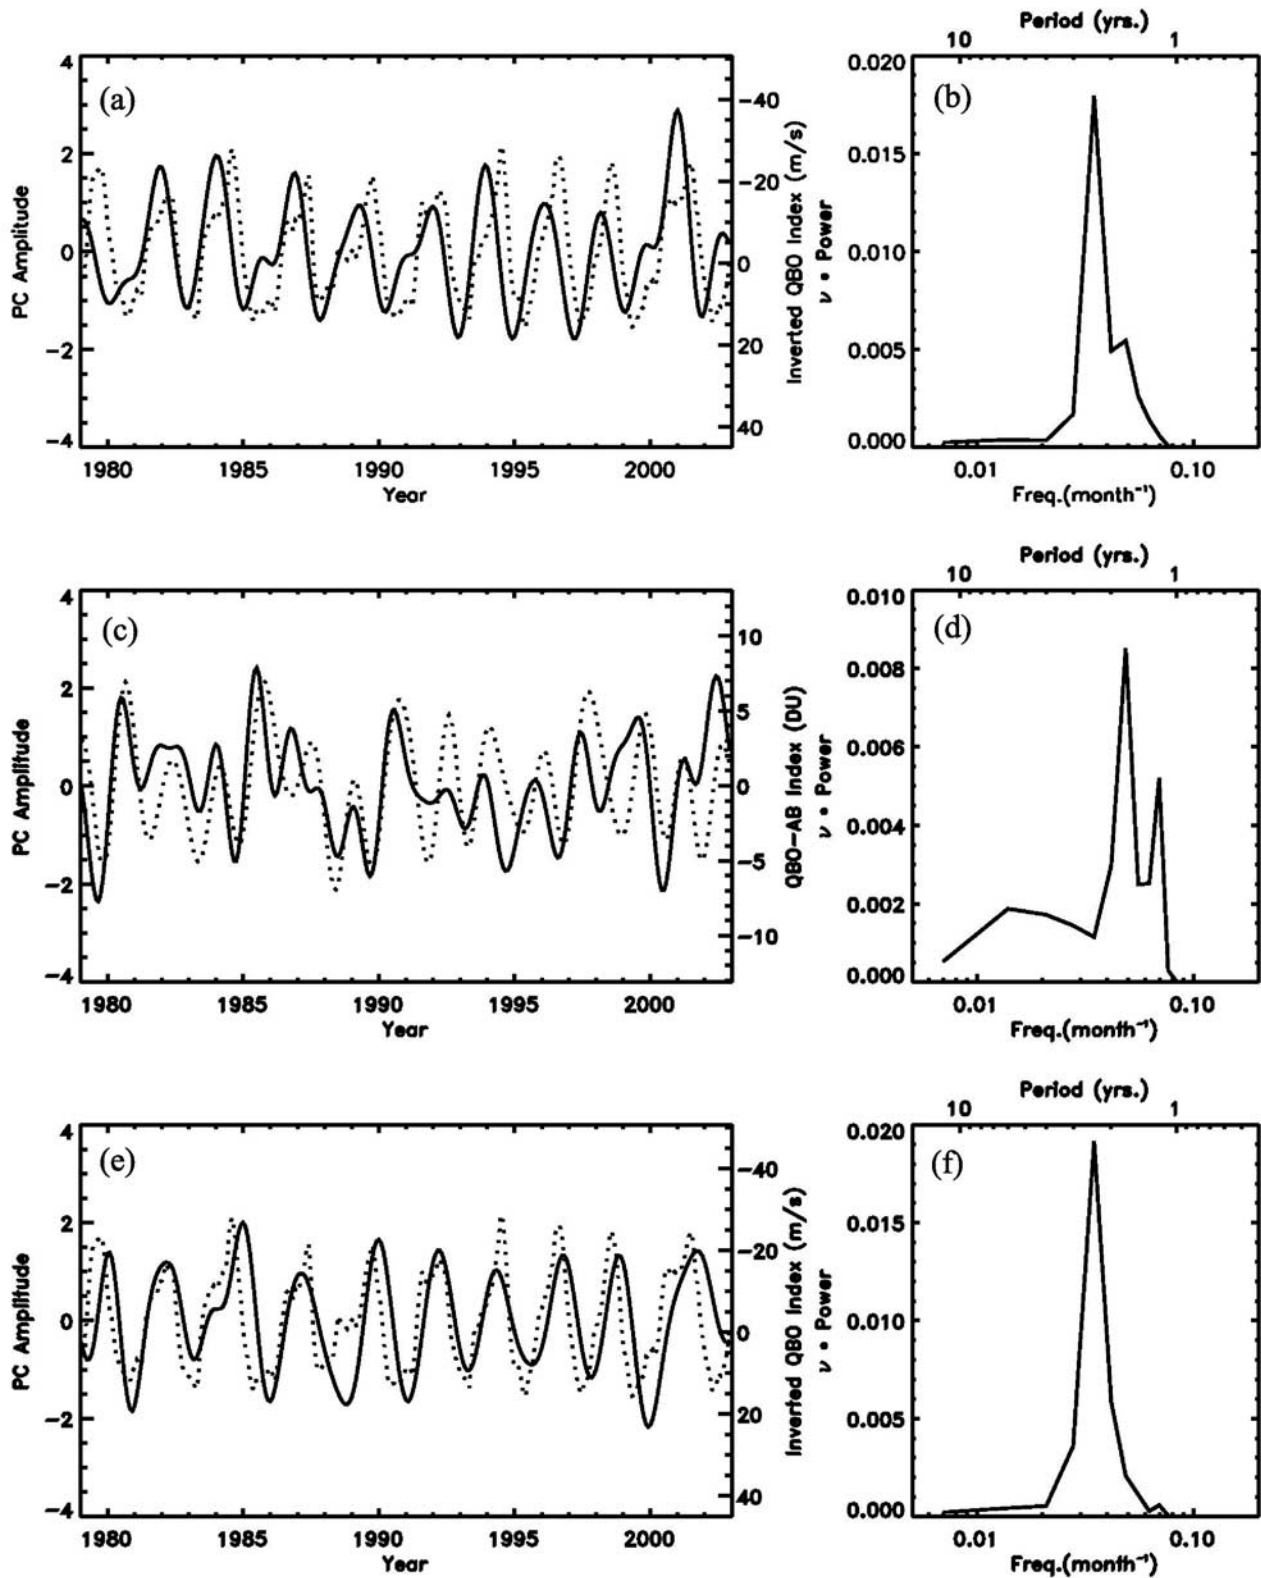 Period (yrs.)
10 1
(a)
4
2
0
−2
−4
PC Amplitude
−40
−20
0
20
40
Inverted QBO Index (m/s)
1980 1985 1990 1995 2000
Year
(b)
0.020
0.015
0.010
0.005
0.000
ν • Power
0.01 0.10
Freq.(month⁻¹)
Period (yrs.)
10 1
(c)
4
2
0
−2
−4
PC Amplitude
10
5
0
−5
−10
QBO−AB Index (DU)
1980 1985 1990 1995 2000
Year
(d)
0.010
0.008
0.006
0.004
0.002
0.000
ν • Power
0.01 0.10
Freq.(month⁻¹)
Period (yrs.)
10 1
(e)
4
2
0
−2
−4
PC Amplitude
−40
−20
0
20
40
Inverted QBO Index (m/s)
1980 1985 1990 1995 2000
Year
(f)
0.020
0.015
0.010
0.005
0.000
ν • Power
0.01 0.10
Freq.(month⁻¹)